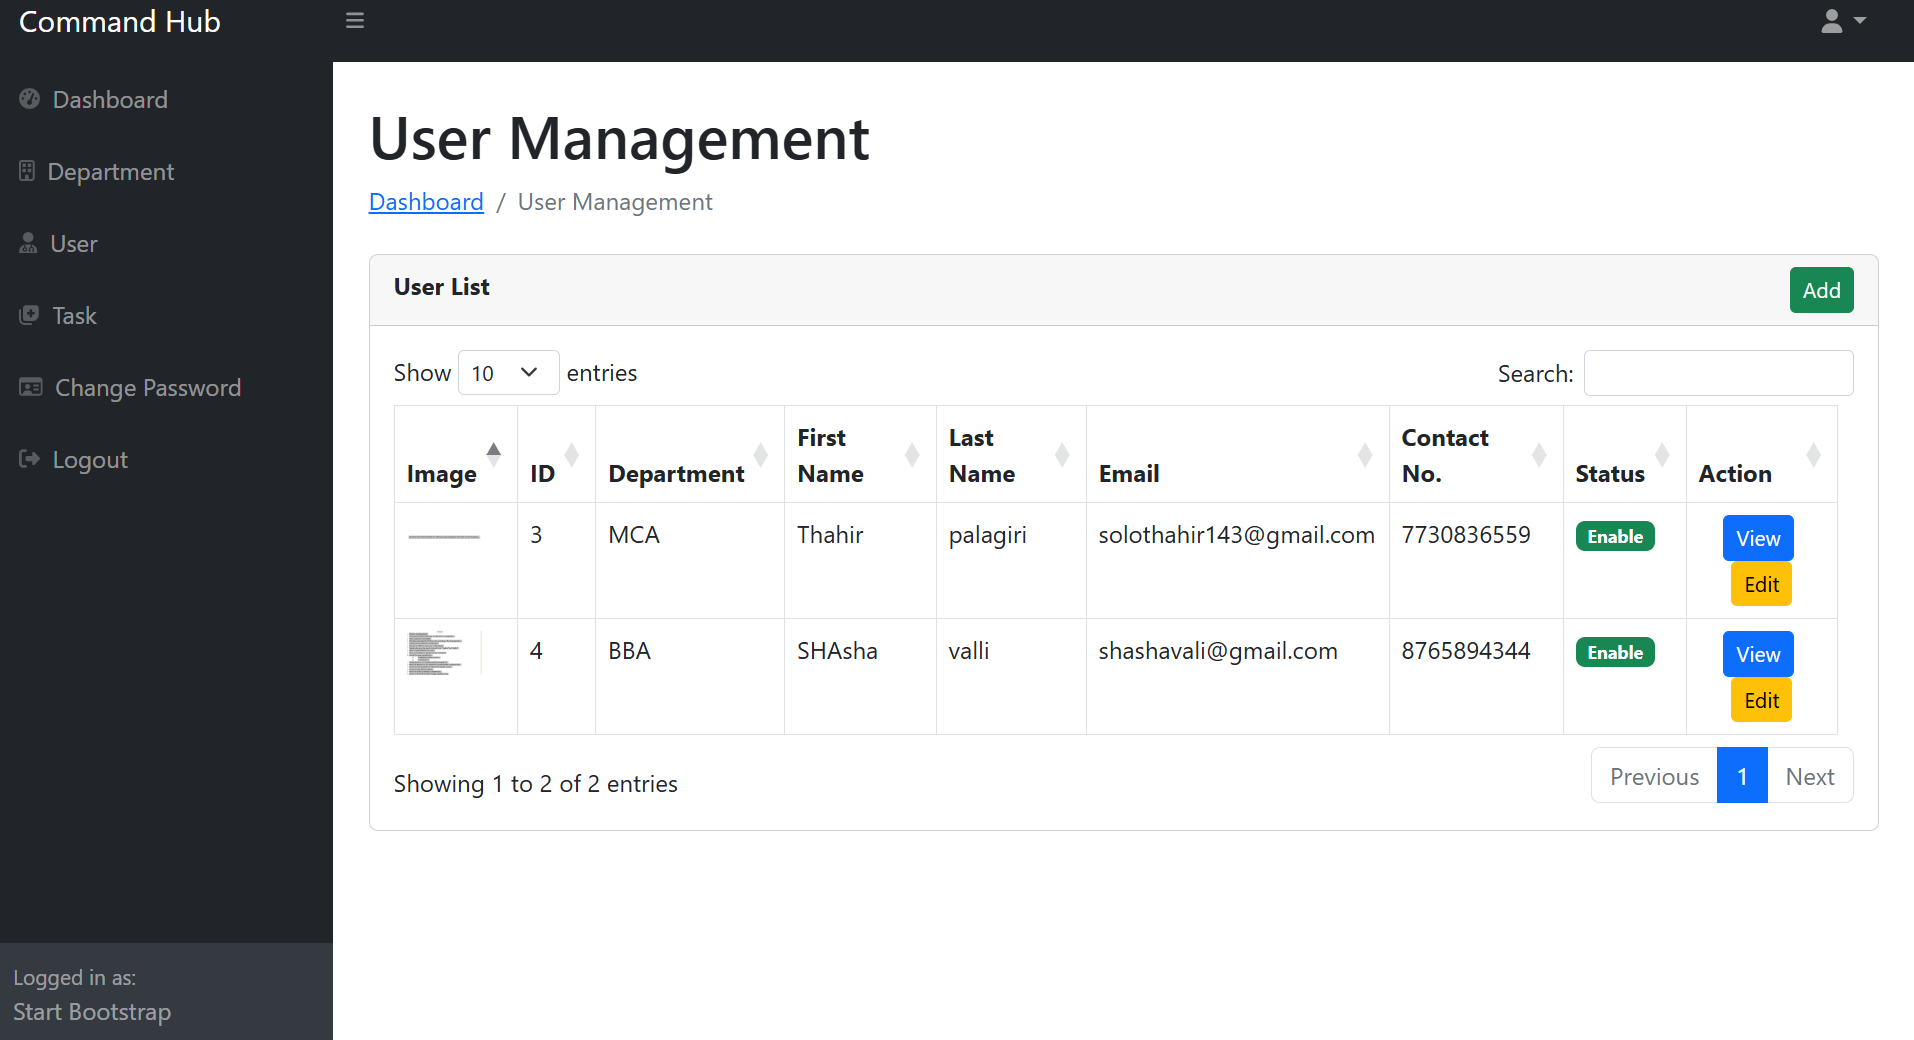 Command Hub
Dashboard
Department
User
Task
Change Password
Logout
Logged in as:
Start Bootstrap
User Management
Dashboard / User Management
User List
Add
Show 10 entries
Search:
Image ID Department First Name Last Name Email Contact No. Status Action
3 MCA Thahir palagiri solothahir143@gmail.com 7730836559 Enable View
Edit
4 BBA SHAsha valli shashavali@gmail.com 8765894344 Enable View
Edit
Showing 1 to 2 of 2 entries
Previous 1 Next